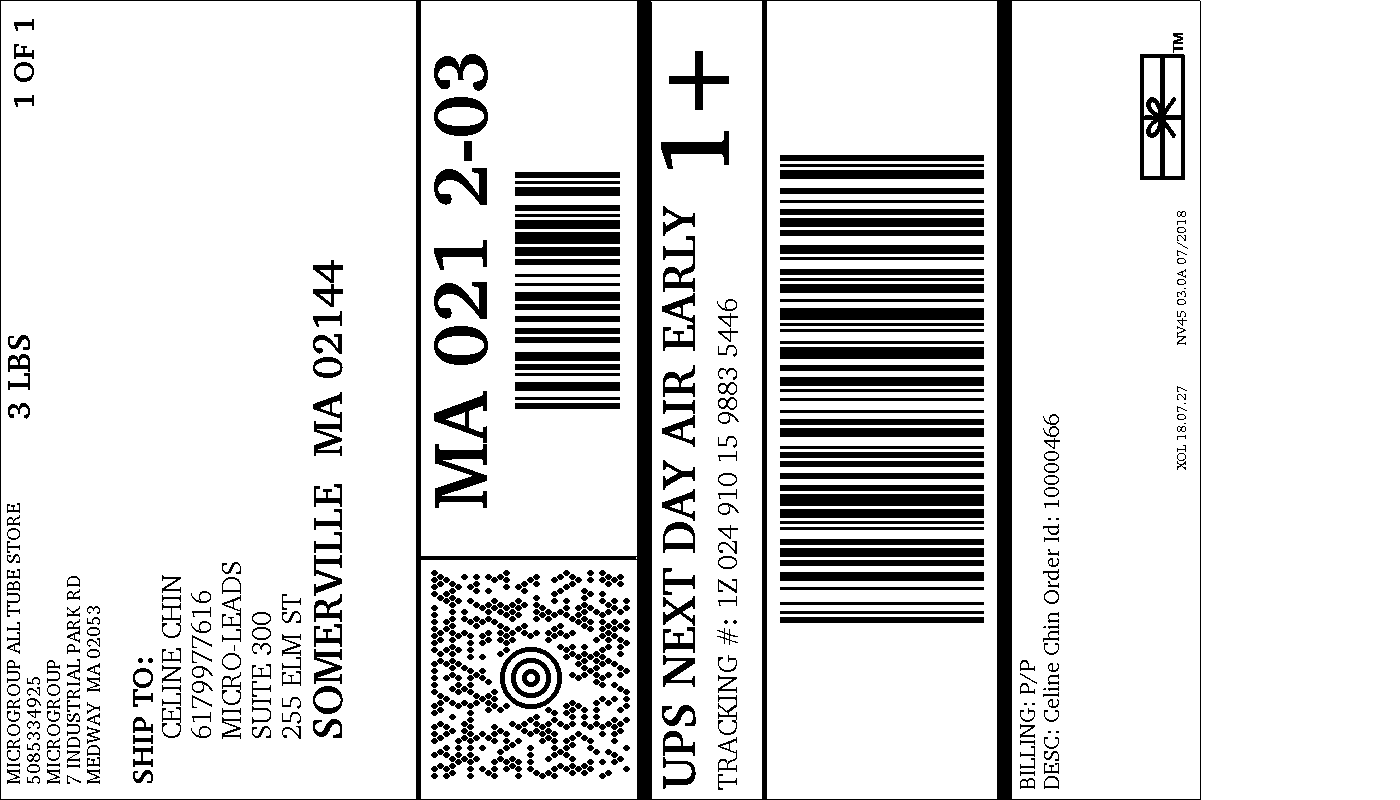 MICROGROUP ALL TUBE STORE
5085334925
MICROGROUP
7 INDUSTRIAL PARK RD
MEDWAY MA 02053
3 LBS
1 OF 1
SHIP TO:
CELINE CHIN
6179977616
MICRO-LEADS
SUITE 300
255 ELM ST
SOMERVILLE MA 02144
MA 021 2-03
UPS NEXT DAY AIR EARLY
TRACKING #: 1Z 024 910 15 9883 5446
1+
BILLING: P/P
DESC: Celine Chin Order Id: 10000466
XOL 18.07.27 NV45 03.0A 07/2018
TM